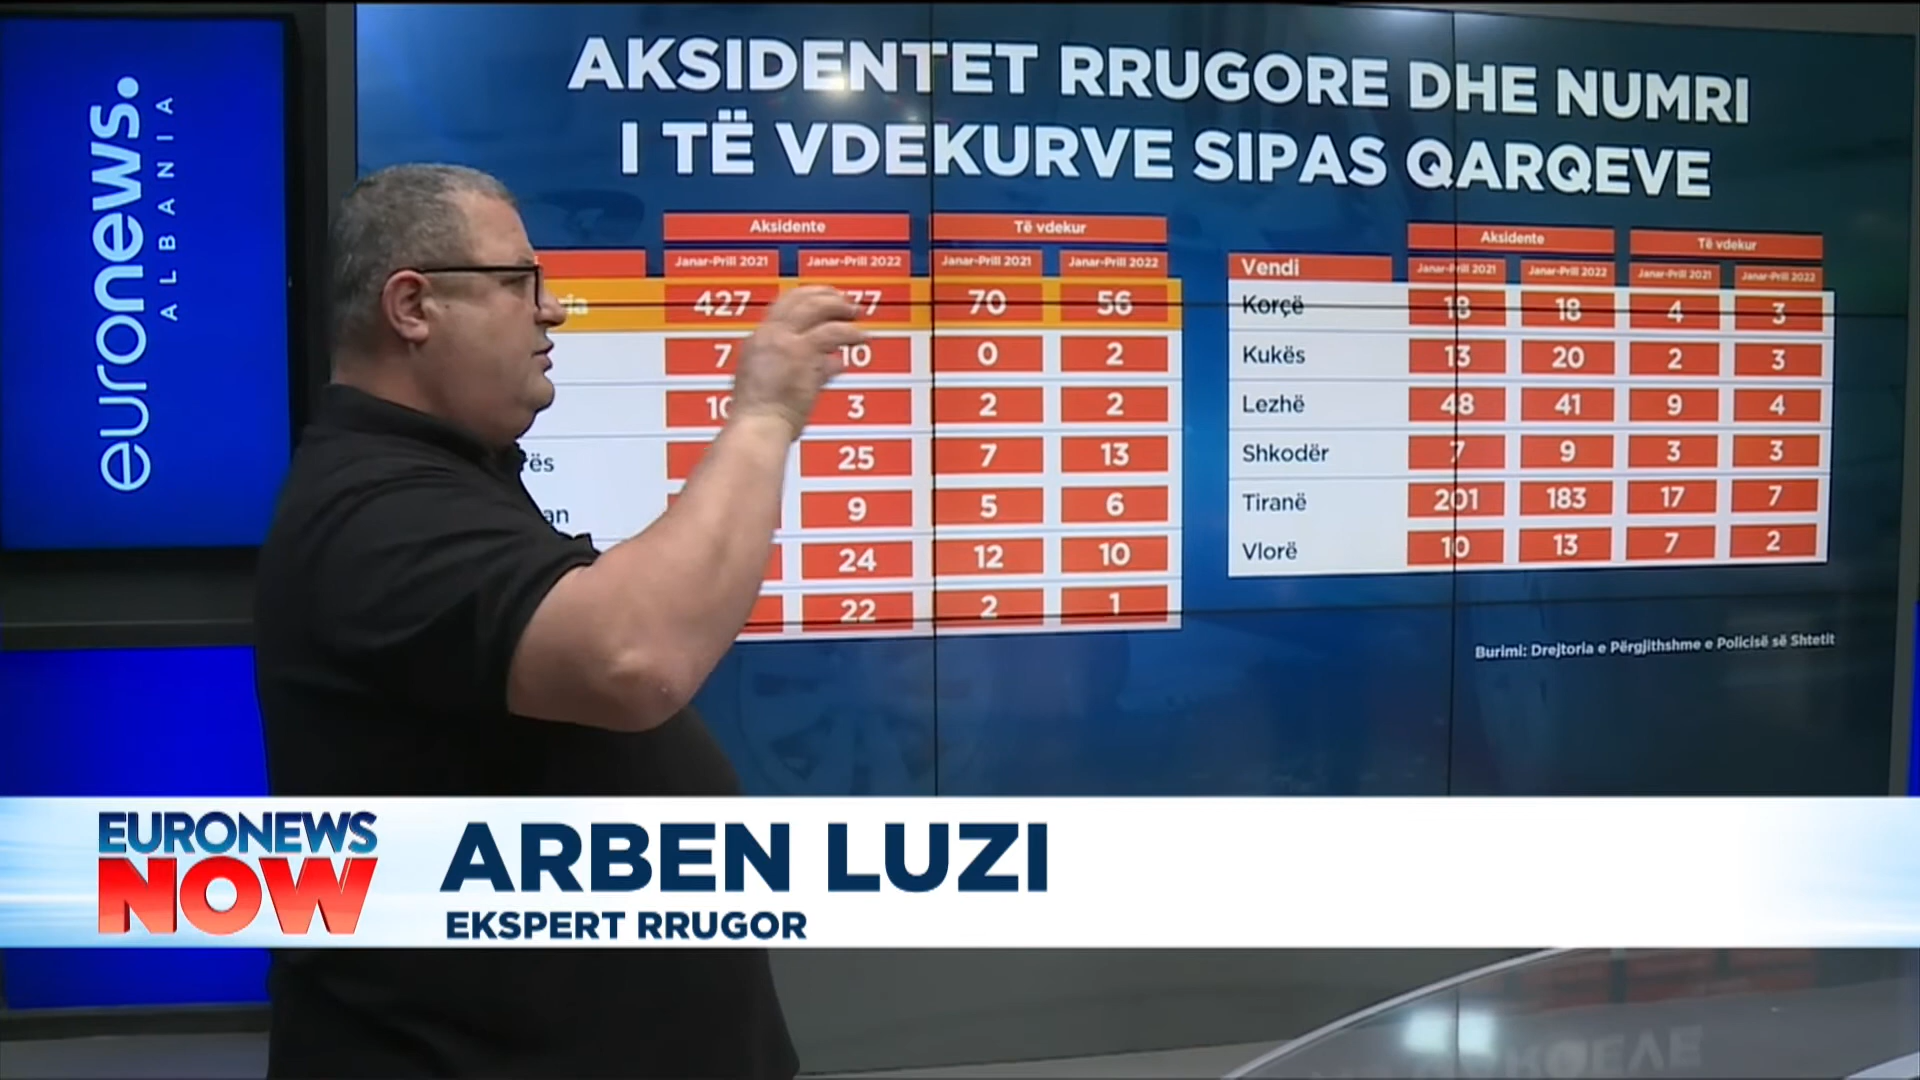 euronews.
ALBANIA
AKSIDENTET RRUGORE DHE NUMRI
I TË VDEKURVE SIPAS QARQEVE
Aksidente Të vdekur
Janar-Prill 2021 Janar-Prill 2022 Janar-Prill 2021 Janar-Prill 2022
427 70 56
7 10 0 2
3 2 2
25 7 13
9 5 6
24 12 10
22 2 1
Aksidente Të vdekur
Vendi Janar-Prill 2021 Janar-Prill 2022 Janar-Prill 2021 Janar-Prill 2022
Korçë 18 18 4 3
Kukës 13 20 2 3
Lezhë 48 41 9 4
Shkodër 7 9 3 3
Tiranë 201 183 17 7
Vlorë 10 13 7 2
Burimi: Drejtoria e Përgjithshme e Policisë së Shtetit
EURONEWS
NOW
ARBEN LUZI
EKSPERT RRUGOR